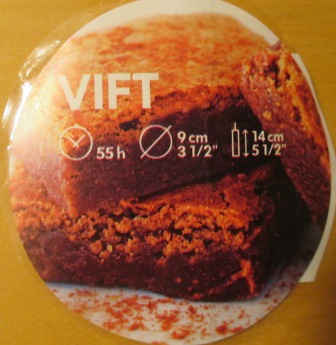 VIFT
55 h
9 cm
3 1/2"
14 cm
5 1/2"